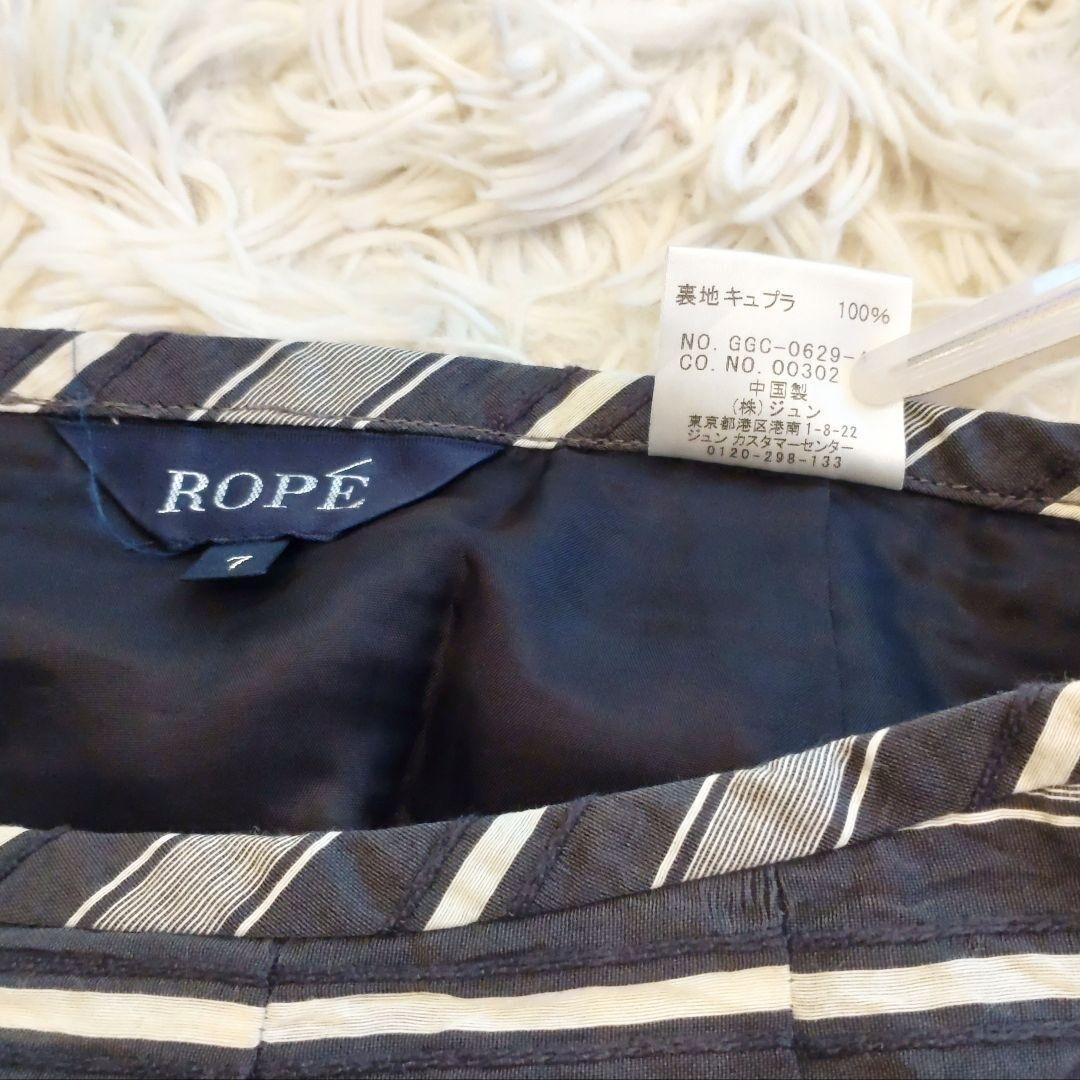 裏地キュプラ 100%
NO. GGC-0629-
CO. NO. 00302
中国製
(株)ジュン
東京都港区港南1-8-22
ジュン カスタマーセンター
0120-298-133
ROPÉ
7